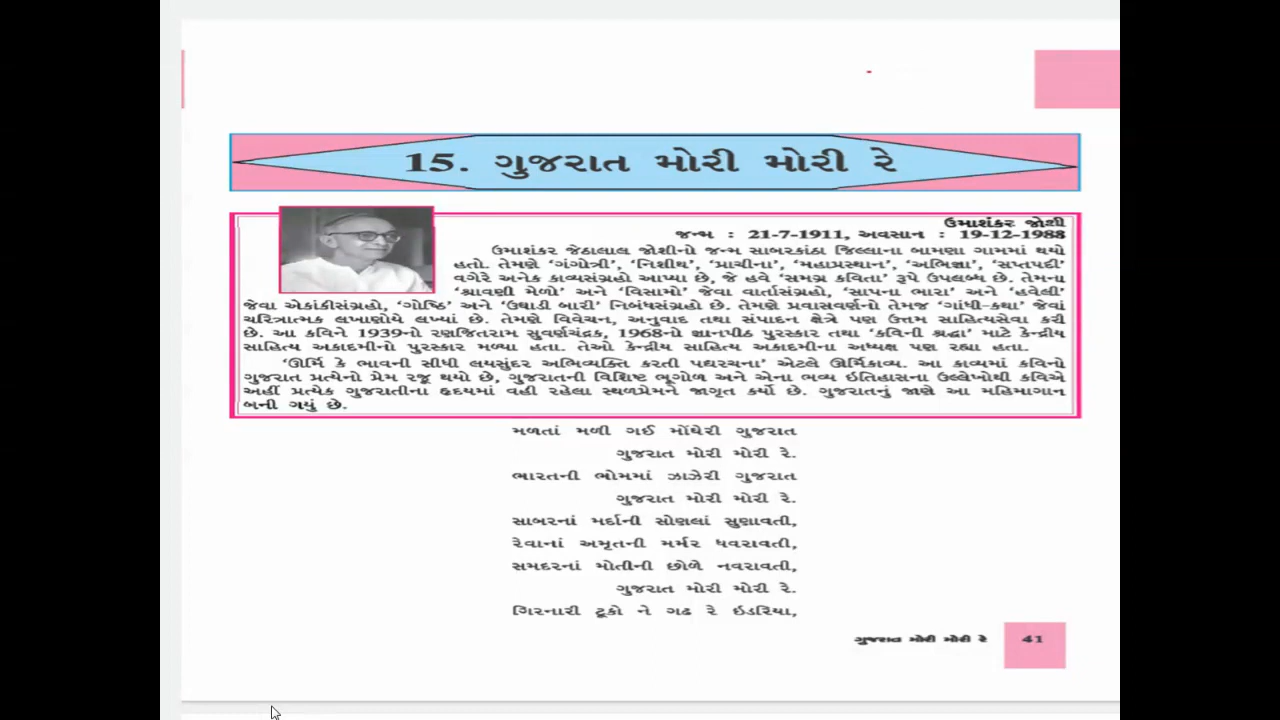 15. ગુજરાત મોરી મોરી રે
ઉમાશંકર જોશી
જન્મ : 21-7-1911, અવસાન : 19-12-1988
ઉમાશંકર જેઠાલાલ જોશીનો જન્મ સાબરકાંઠા જિલ્લાના બામણા ગામમાં થયો
હતો. તેમણે ‘ગંગોત્રી’, ‘નિશીથ’, ‘પ્રાચીના’, ‘મહાપ્રસ્થાન’, ‘અભિજ્ઞા’, ‘સપ્તપદી’
વગેરે અનેક કાવ્યસંગ્રહો આપ્યા છે, જે હવે ‘સમગ્ર કવિતા’ રૂપે ઉપલબ્ધ છે. તેમના
‘શ્રાવણી મેળો’ અને ‘વિસામો’ જેવા વાર્તાસંગ્રહો, ‘સાપના ભારા’ અને ‘હવેલી’
જેવા એકાંકીસંગ્રહો, ‘ગોષ્ઠિ’ અને ‘ઉઘાડી બારી’ નિબંધસંગ્રહો છે. તેમણે પ્રવાસવર્ણનો તેમજ ‘ગાંધી-કથા’ જેવાં
ચરિત્રાત્મક લખાણોયે લખ્યાં છે. તેમણે વિવેચન, અનુવાદ તથા સંપાદન ક્ષેત્રે પણ ઉત્તમ સાહિત્યસેવા કરી
છે. આ કવિને 1939નો રણજિતરામ સુવર્ણચંદ્રક, 1968નો જ્ઞાનપીઠ પુરસ્કાર તથા ‘કવિની શ્રદ્ધા’ માટે કેન્દ્રીય
સાહિત્ય અકાદમીનો પુરસ્કાર મળ્યા હતા. તેઓ કેન્દ્રીય સાહિત્ય અકાદમીના અધ્યક્ષ પણ રહ્યા હતા.
‘ઊર્મિ કે ભાવની સીધી લયસુંદર અભિવ્યક્તિ કરતી પદ્યરચના’ એટલે ઊર્મિકાવ્ય. આ કાવ્યમાં કવિનો
ગુજરાત પ્રત્યેનો પ્રેમ રજૂ થયો છે, ગુજરાતની વિશિષ્ટ ભૂગોળ અને એના ભવ્ય ઇતિહાસના ઉલ્લેખોથી કવિએ
અહીં પ્રત્યેક ગુજરાતીના હૃદયમાં વહી રહેલા સ્થળપ્રેમને જાગૃત કર્યો છે. ગુજરાતનું જાણે આ મહિમાગાન
બની ગયું છે.
મળતાં મળી ગઈ મોંઘેરી ગુજરાત
ગુજરાત મોરી મોરી રે.
ભારતની ભોમમાં ઝાઝેરી ગુજરાત
ગુજરાત મોરી મોરી રે.
સાબરનાં મર્દાની સોણલાં સુણાવતી,
રેવાનાં અમૃતની મર્મર ધવરાવતી,
સમદરનાં મોતીની છોળે નવરાવતી,
ગુજરાત મોરી મોરી રે.
ગિરનારી ટૂકો ને ગઢ રે ઇડરિયા,
ગુજરાત મોરી મોરી રે 41